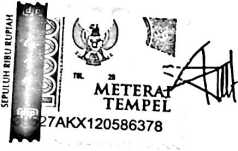 SEPULUH RIBU RUPIAH
TGL. 20
METERAI
TEMPEL
27AKX120586378